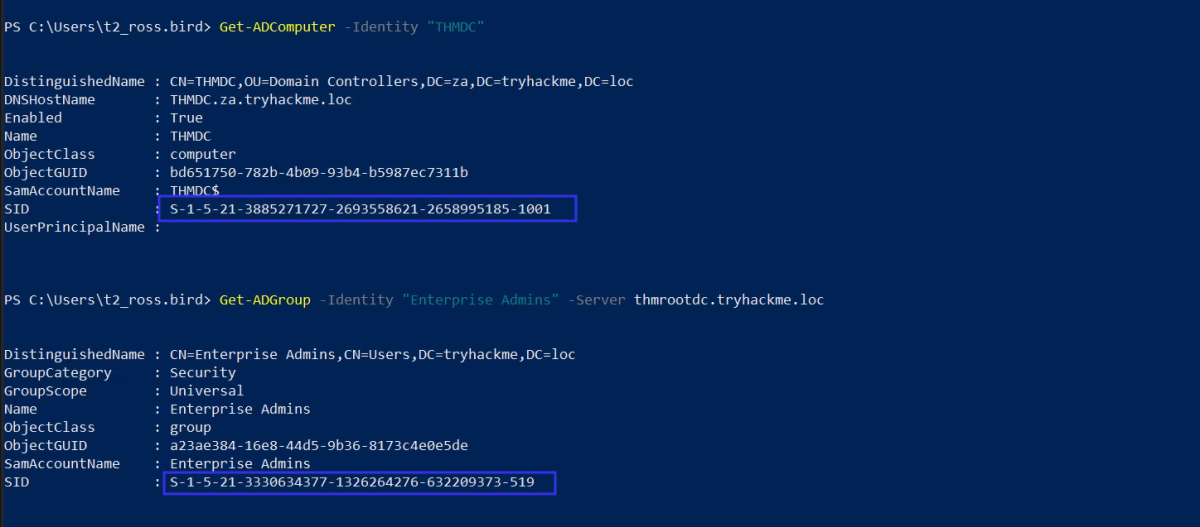 PS C:\Users\t2_ross.bird> Get-ADComputer -Identity "THMDC"
DistinguishedName : CN=THMDC,OU=Domain Controllers,DC=za,DC=tryhackme,DC=loc
DNSHostName       : THMDC.za.tryhackme.loc
Enabled           : True
Name              : THMDC
ObjectClass       : computer
ObjectGUID        : bd651750-782b-4b09-93b4-b5987ec7311b
SamAccountName    : THMDC$
SID               : S-1-5-21-3885271727-2693558621-2658995185-1001
UserPrincipalName :
PS C:\Users\t2_ross.bird> Get-ADGroup -Identity "Enterprise Admins" -Server thmrootdc.tryhackme.loc
DistinguishedName : CN=Enterprise Admins,CN=Users,DC=tryhackme,DC=loc
GroupCategory     : Security
GroupScope        : Universal
Name              : Enterprise Admins
ObjectClass       : group
ObjectGUID        : a23ae384-16e8-44d5-9b36-8173c4e0e5de
SamAccountName    : Enterprise Admins
SID               : S-1-5-21-3330634377-1326264276-632209373-519